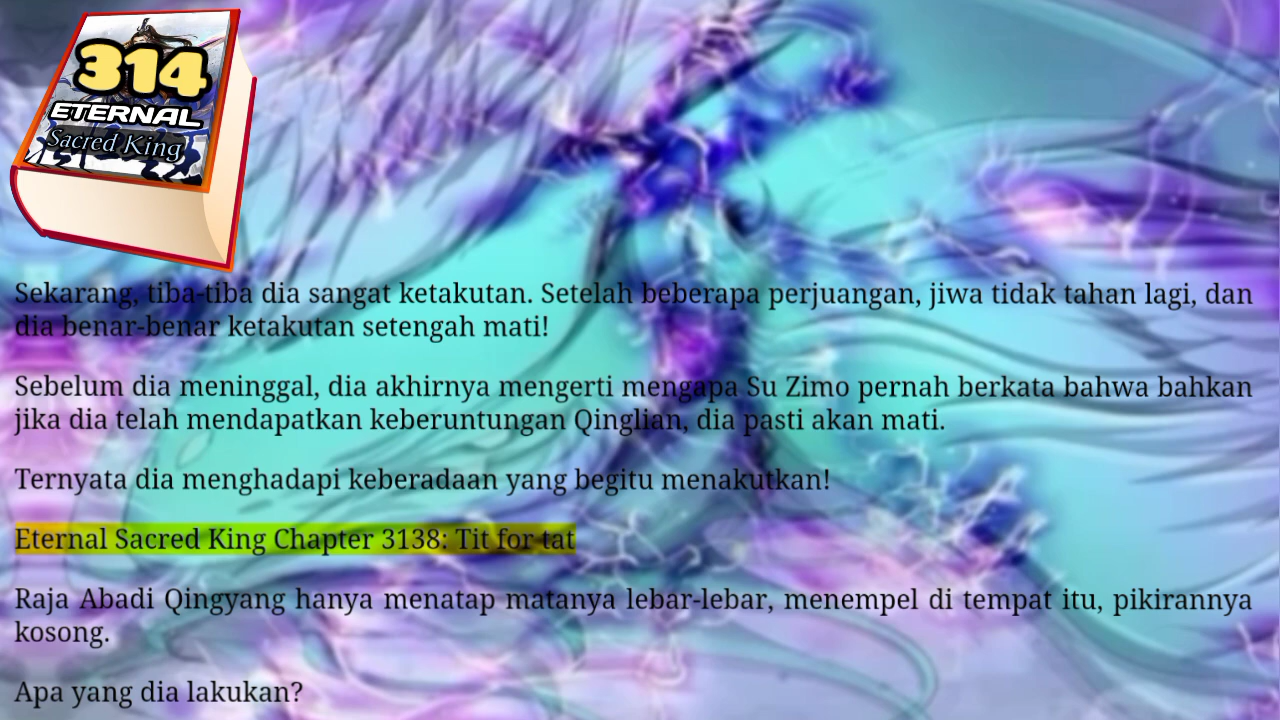 314
ETERNAL
Sacred King
Sekarang, tiba-tiba dia sangat ketakutan. Setelah beberapa perjuangan, jiwa tidak tahan lagi, dan
dia benar-benar ketakutan setengah mati!
Sebelum dia meninggal, dia akhirnya mengerti mengapa Su Zimo pernah berkata bahwa bahkan
jika dia telah mendapatkan keberuntungan Qinglian, dia pasti akan mati.
Ternyata dia menghadapi keberadaan yang begitu menakutkan!
Eternal Sacred King Chapter 3138: Tit for tat
Raja Abadi Qingyang hanya menatap matanya lebar-lebar, menempel di tempat itu, pikirannya
kosong.
Apa yang dia lakukan?